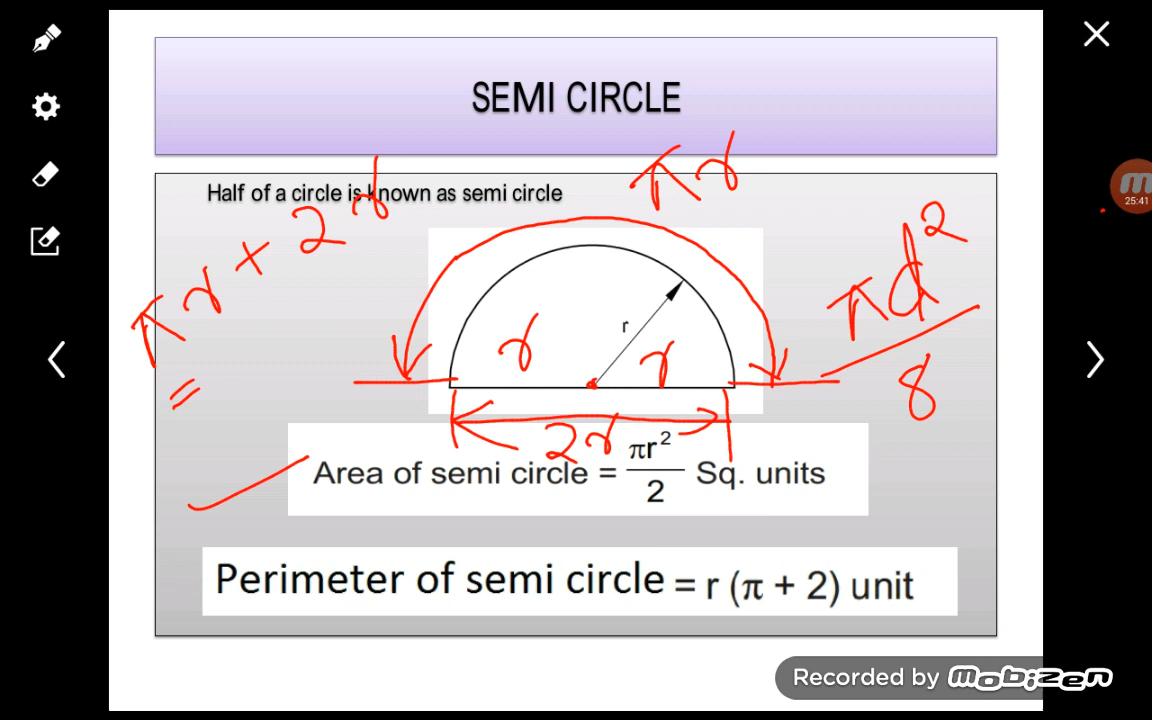 SEMI CIRCLE
Half of a circle is known as semi circle
πr
πr + 2r
=
πd²
8
r
r
r
2r
Area of semi circle = πr²/2 Sq. units
Perimeter of semi circle = r (π + 2) unit
25:41
Recorded by mobizen